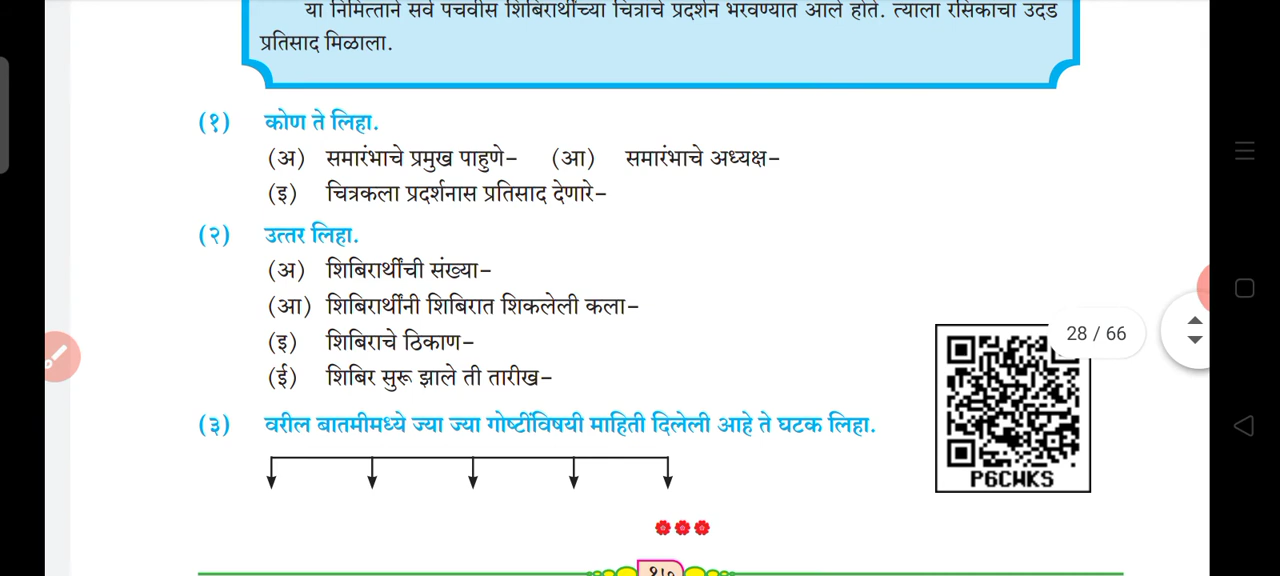 या निमित्ताने सर्व पंचवीस शिबिरार्थींच्या चित्रांचे प्रदर्शन भरवण्यात आले होते. त्याला रसिकांचा उदंड
प्रतिसाद मिळाला.
(१) कोण ते लिहा.
(अ) समारंभाचे प्रमुख पाहुणे- (आ) समारंभाचे अध्यक्ष-
(इ) चित्रकला प्रदर्शनास प्रतिसाद देणारे-
(२) उत्तर लिहा.
(अ) शिबिरार्थींची संख्या-
(आ) शिबिरार्थींनी शिबिरात शिकलेली कला-
(इ) शिबिराचे ठिकाण-
28 / 66
(ई) शिबिर सुरू झाले ती तारीख-
(३) वरील बातमीमध्ये ज्या ज्या गोष्टींविषयी माहिती दिलेली आहे ते घटक लिहा.
P6CWKS